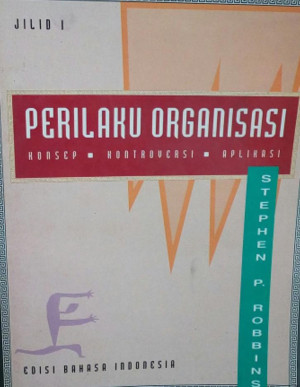 JILID I
PERILAKU ORGANISASI
KONSEP ■ KONTROVERSI ■ APLIKASI
STEPHEN P. ROBBINS
EDISI BAHASA INDONESIA